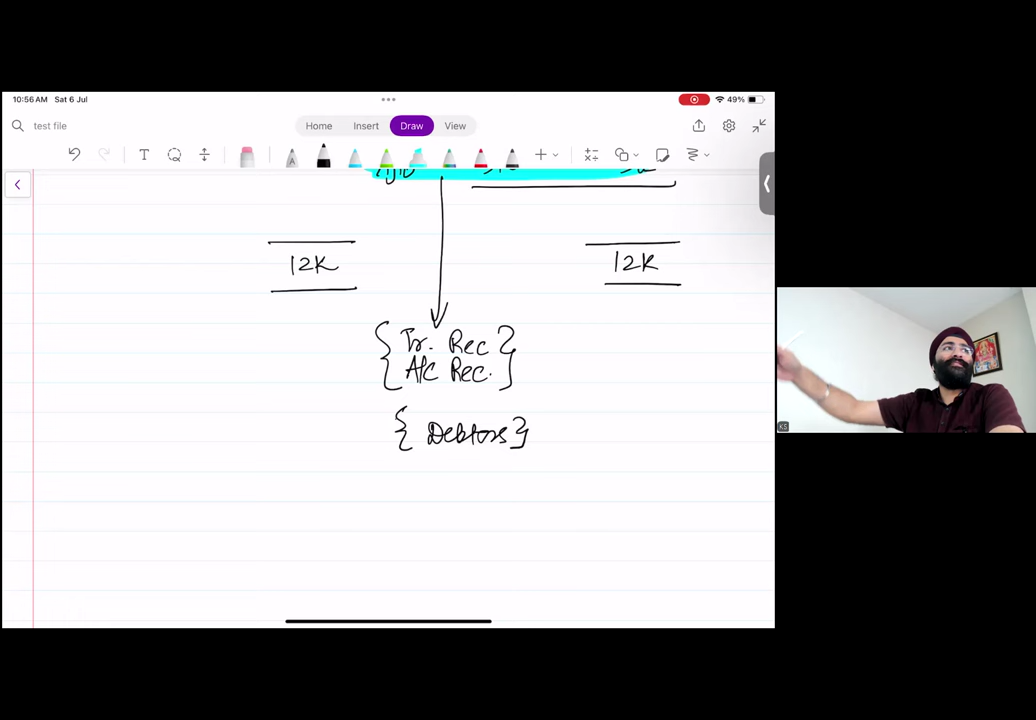 10:56 AM Sat 6 Jul
49%
test file
Home Insert Draw View
T
A
12K 12K
{ Tr. Rec }
{ A/c Rec. }
{ Debtors }
KS